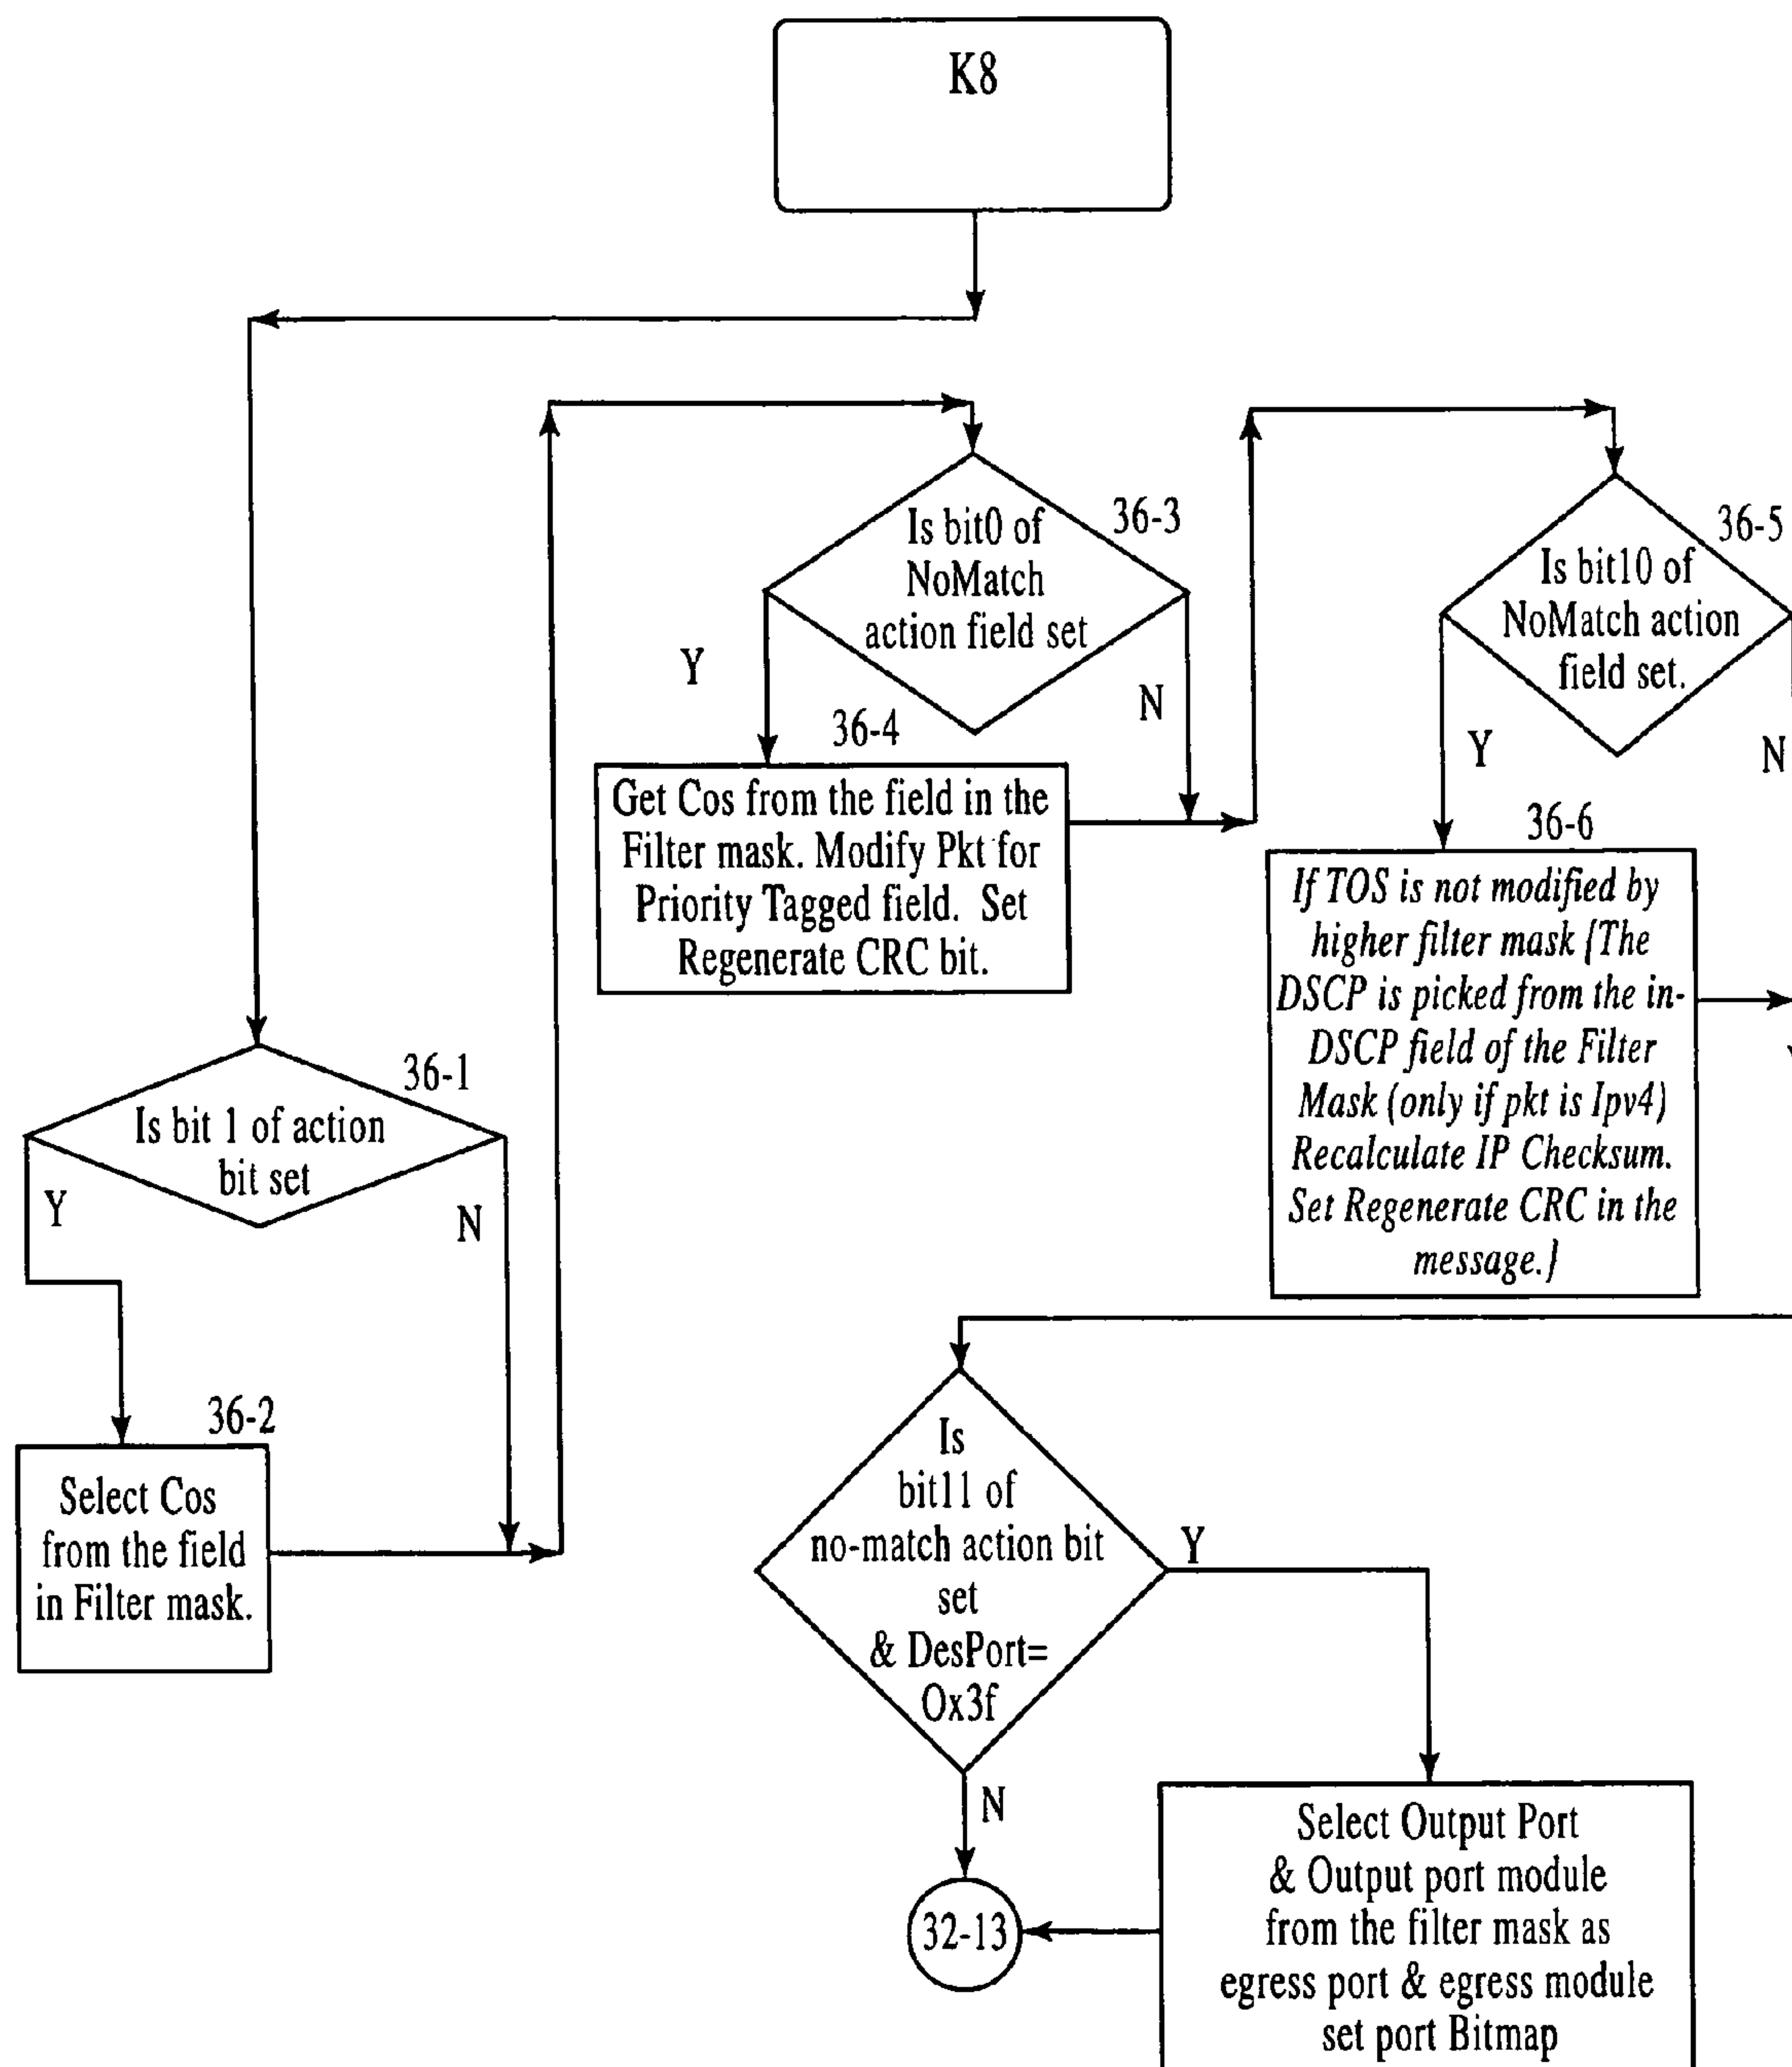 K8
36-3
Is bit0 of
NoMatch
action field set
Y
N
36-5
Is bit10 of
NoMatch action
field set.
Y
N
36-4
Get Cos from the field in the
Filter mask. Modify Pkt for
Priority Tagged field. Set
Regenerate CRC bit.
36-6
If TOS is not modified by
higher filter mask [The
DSCP is picked from the in-
DSCP field of the Filter
Mask (only if pkt is Ipv4)
Recalculate IP Checksum.
Set Regenerate CRC in the
message.]
36-1
Is bit 1 of action
bit set
Y
N
36-2
Select Cos
from the field
in Filter mask.
Is
bit11 of
no-match action bit
set
& DesPort=
Ox3f
Y
N
32-13
Select Output Port
& Output port module
from the filter mask as
egress port & egress module
set port Bitmap